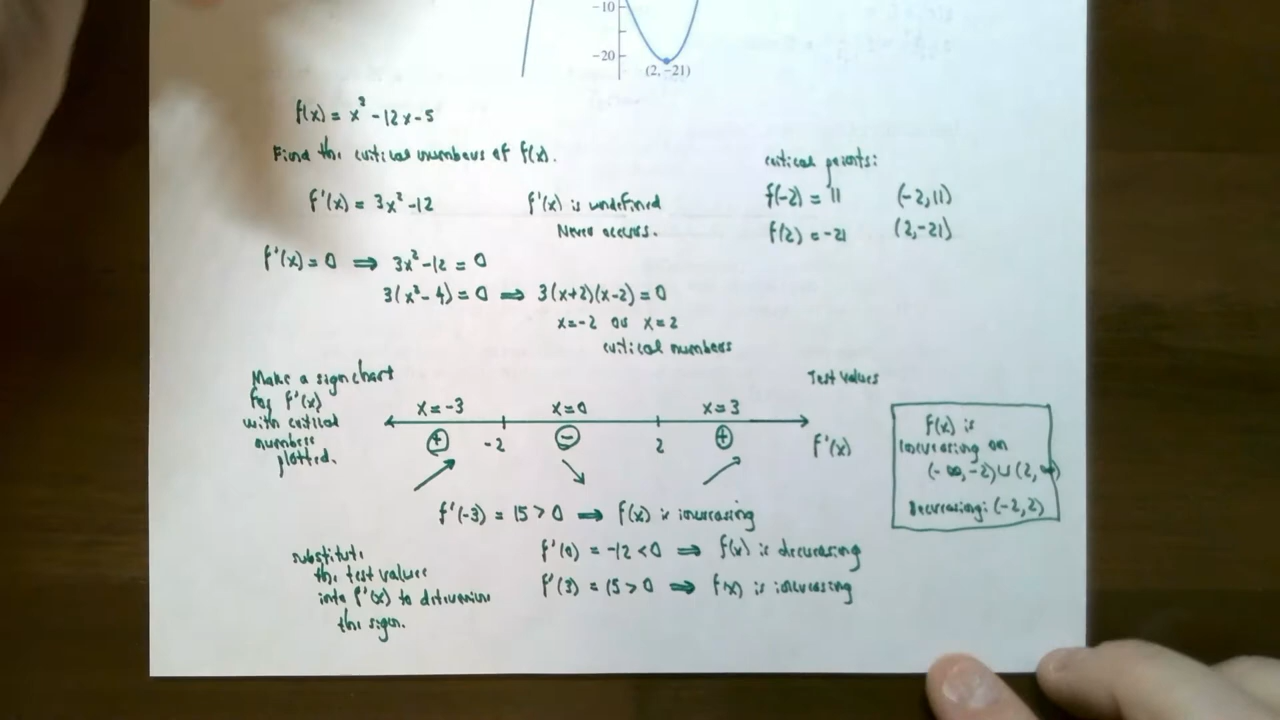 -10
-20
(2, -21)
f(x) = x³ - 12x - 5
Find the critical numbers of f(x).
critical points:
f'(x) = 3x² - 12
f'(x) is undefined
Never occurs.
f(-2) = 11 (-2, 11)
f(2) = -21 (2, -21)
f'(x) = 0 ⟹ 3x² - 12 = 0
3(x² - 4) = 0 ⟹ 3(x+2)(x-2) = 0
x = -2 or x = 2
critical numbers
Make a sign chart
for f'(x)
with critical
numbers
plotted.
Test Values
x = -3 x = 0 x = 3
+ -2 − 2 + f'(x)
f(x) is
increasing on
(-∞, -2) ∪ (2, ∞)
Decreasing: (-2, 2)
f'(-3) = 15 > 0 ⟹ f(x) is increasing
f'(0) = -12 < 0 ⟹ f(x) is decreasing
f'(3) = 15 > 0 ⟹ f(x) is increasing
substitute
the test values
into f'(x) to determine
the sign.